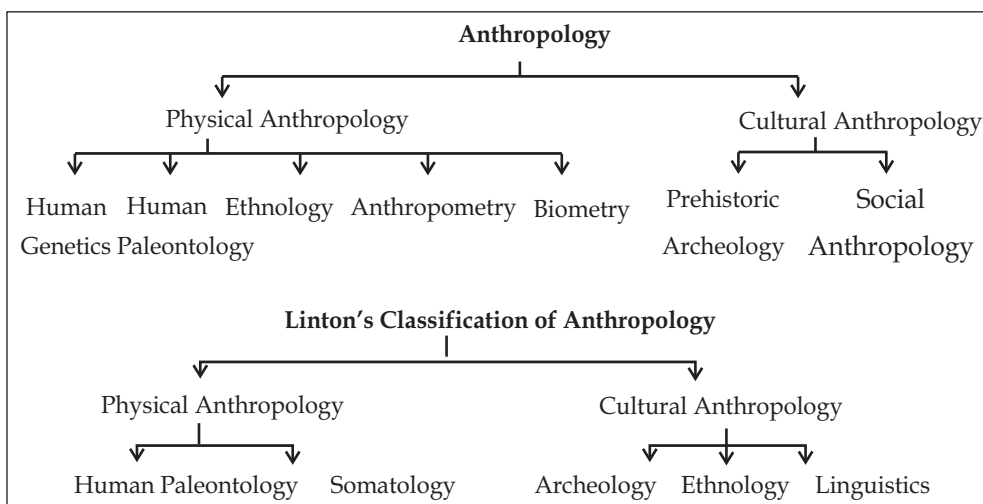 Anthropology
Physical Anthropology Cultural Anthropology
Human Human Ethnology Anthropometry Biometry Prehistoric Social
Genetics Paleontology Archeology Anthropology
Linton's Classification of Anthropology
Physical Anthropology Cultural Anthropology
Human Paleontology Somatology Archeology Ethnology Linguistics